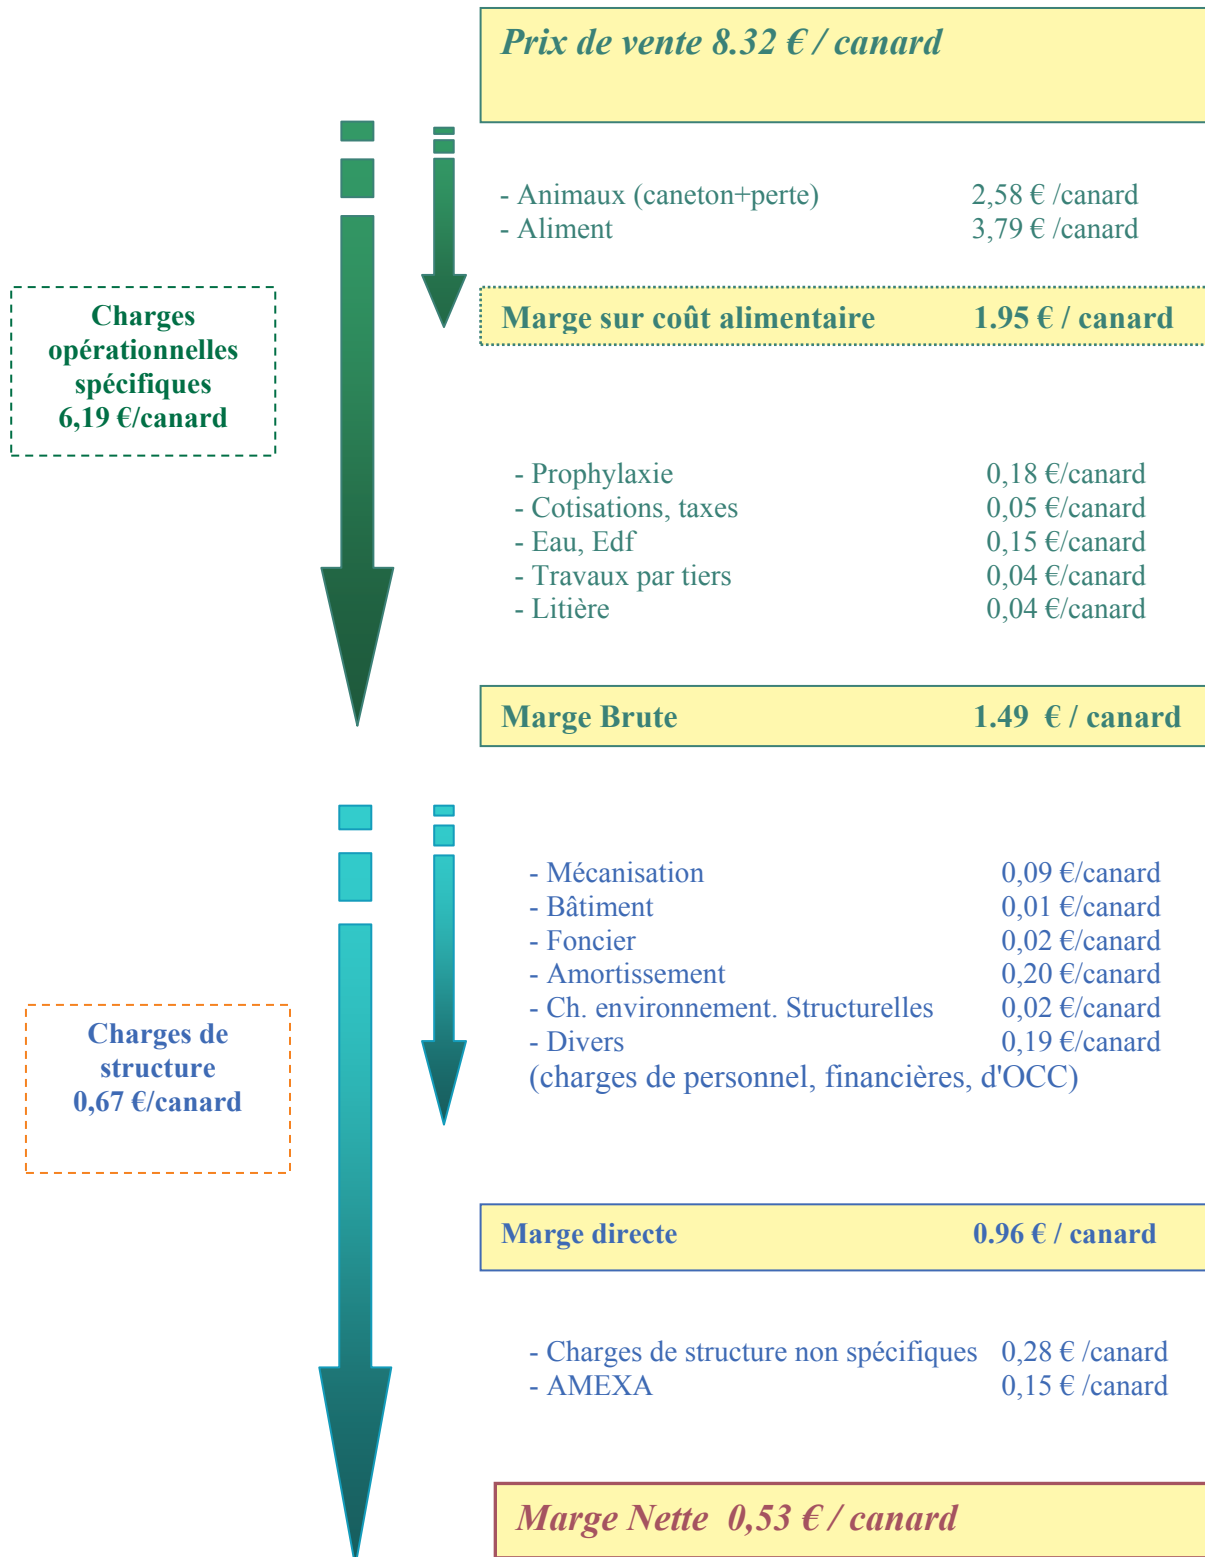 Prix de vente 8.32 € / canard
- Animaux (caneton+perte) 2,58 € /canard
- Aliment 3,79 € /canard
Marge sur coût alimentaire 1.95 € / canard
Charges
opérationnelles
spécifiques
6,19 €/canard
- Prophylaxie 0,18 €/canard
- Cotisations, taxes 0,05 €/canard
- Eau, Edf 0,15 €/canard
- Travaux par tiers 0,04 €/canard
- Litière 0,04 €/canard
Marge Brute 1.49 € / canard
- Mécanisation 0,09 €/canard
- Bâtiment 0,01 €/canard
- Foncier 0,02 €/canard
- Amortissement 0,20 €/canard
- Ch. environnement. Structurelles 0,02 €/canard
- Divers 0,19 €/canard
(charges de personnel, financières, d'OCC)
Charges de
structure
0,67 €/canard
Marge directe 0.96 € / canard
- Charges de structure non spécifiques 0,28 € /canard
- AMEXA 0,15 € /canard
Marge Nette 0,53 € / canard